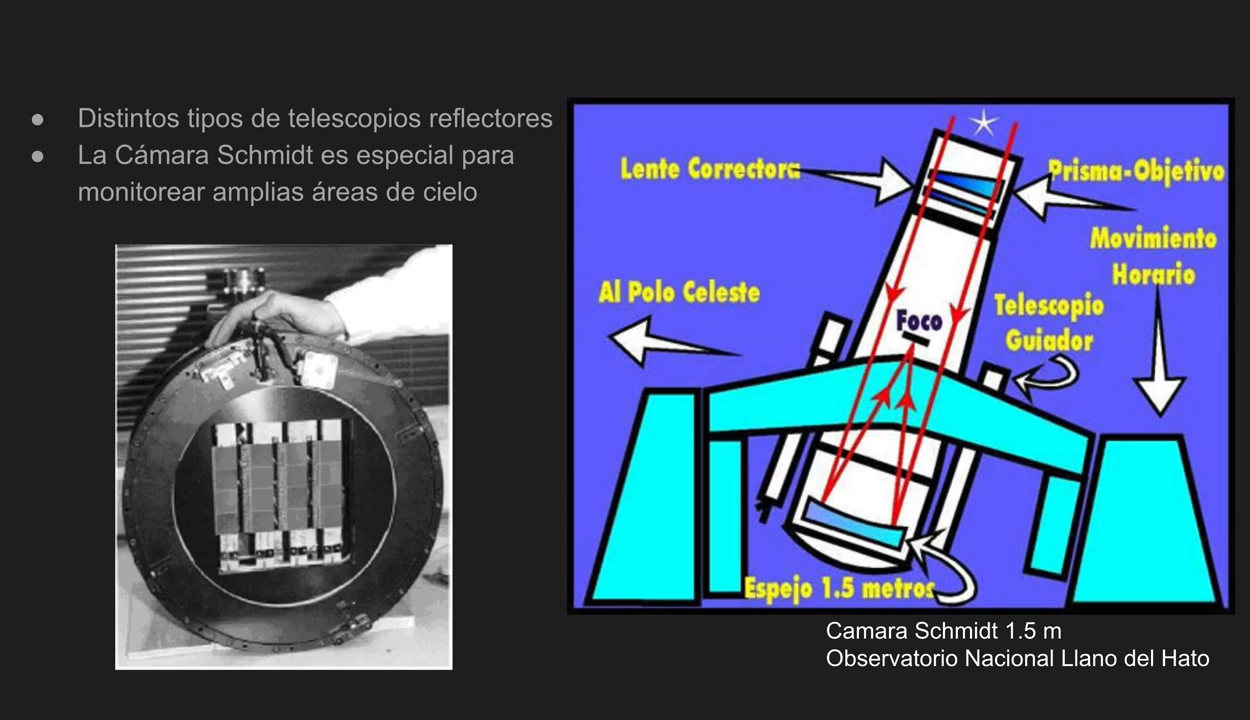 ● Distintos tipos de telescopios reflectores
● La Cámara Schmidt es especial para
monitorear amplias áreas de cielo
Lente Correctora
Prisma-Objetivo
Movimiento
Horario
Al Polo Celeste
Telescopio
Guiador
Foco
Espejo 1.5 metros
Camara Schmidt 1.5 m
Observatorio Nacional Llano del Hato